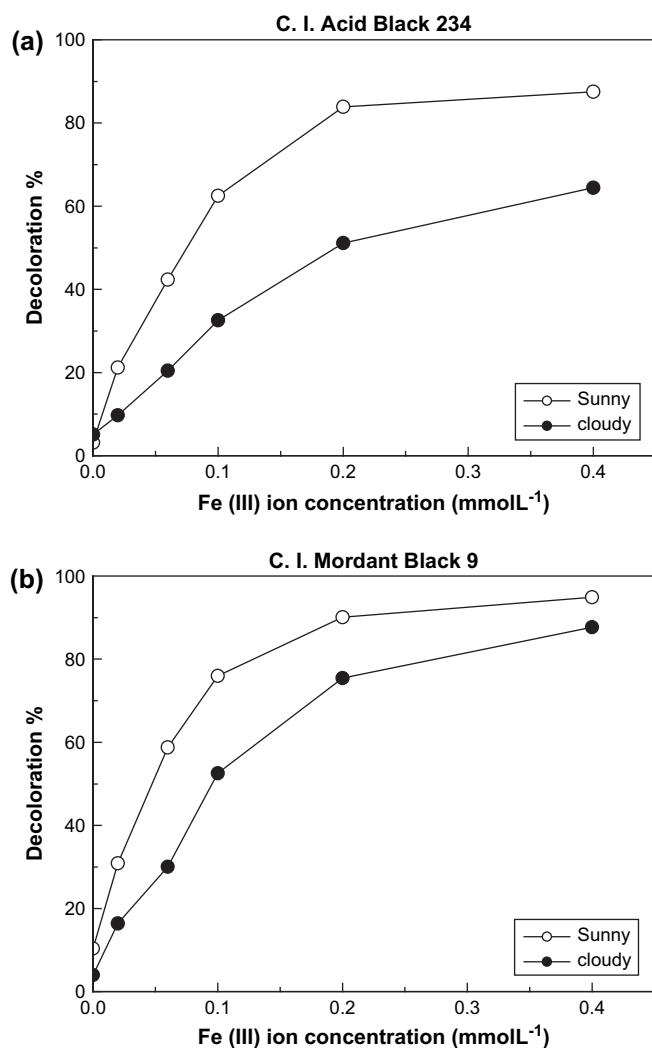 C. I. Acid Black 234
(a)
100
80
60
40
20
0
Decoloration %
0.0 0.1 0.2 0.3 0.4
Fe (III) ion concentration (mmolL⁻¹)
Sunny
cloudy
C. I. Mordant Black 9
(b)
100
80
60
40
20
0
Decoloration %
0.0 0.1 0.2 0.3 0.4
Fe (III) ion concentration (mmolL⁻¹)
Sunny
cloudy